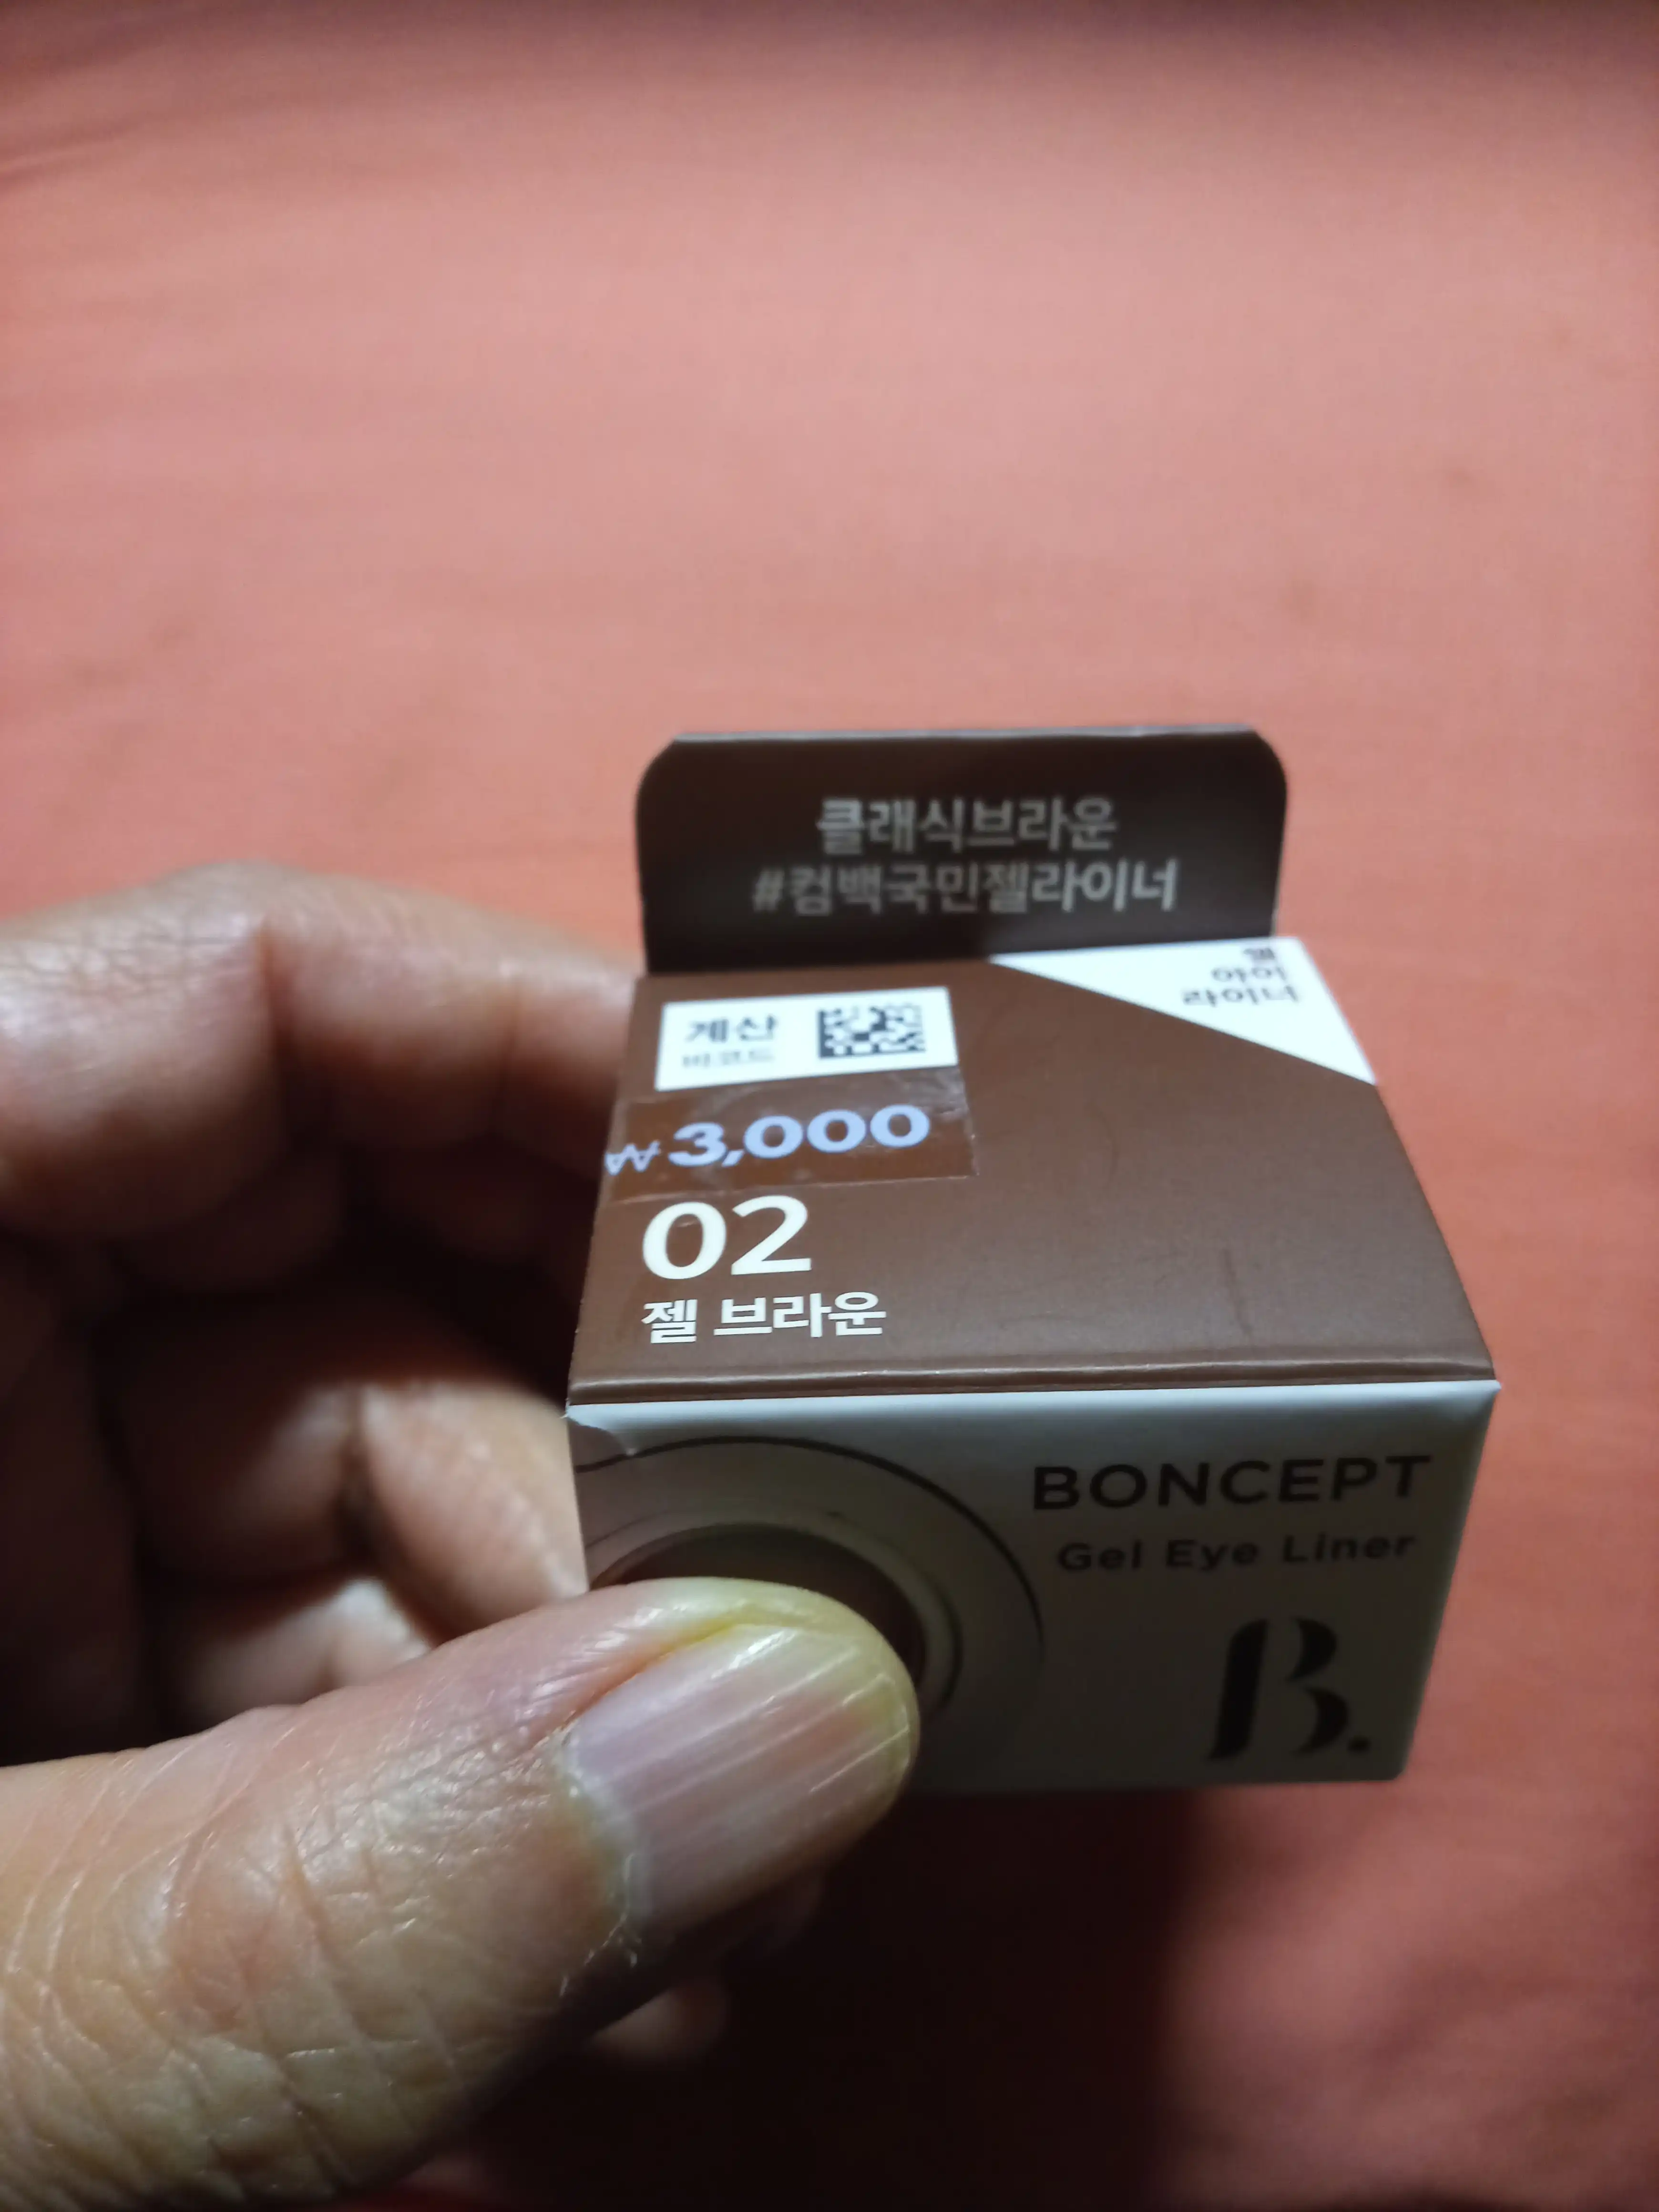 클래식브라운
#컴백국민젤라이너
젤
아이
라이너
계산
바코드
₩3,000
02
젤 브라운
BONCEPT
Gel Eye Liner
B.